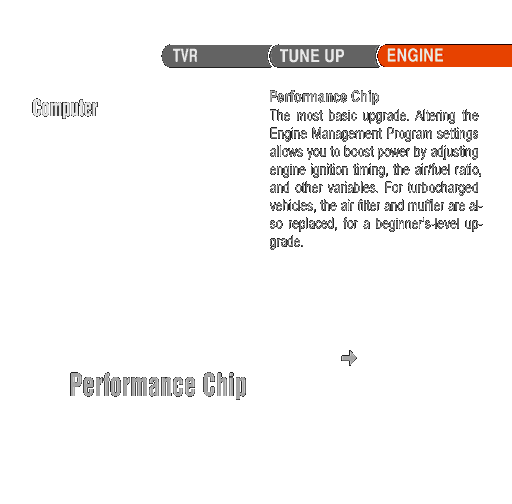 TVR TUNE UP ENGINE
Computer
Performance Chip
The most basic upgrade. Altering the
Engine Management Program settings
allows you to boost power by adjusting
engine ignition timing, the air/fuel ratio,
and other variables. For turbocharged
vehicles, the air filter and muffler are al-
so replaced, for a beginner's-level up-
grade.
Performance Chip